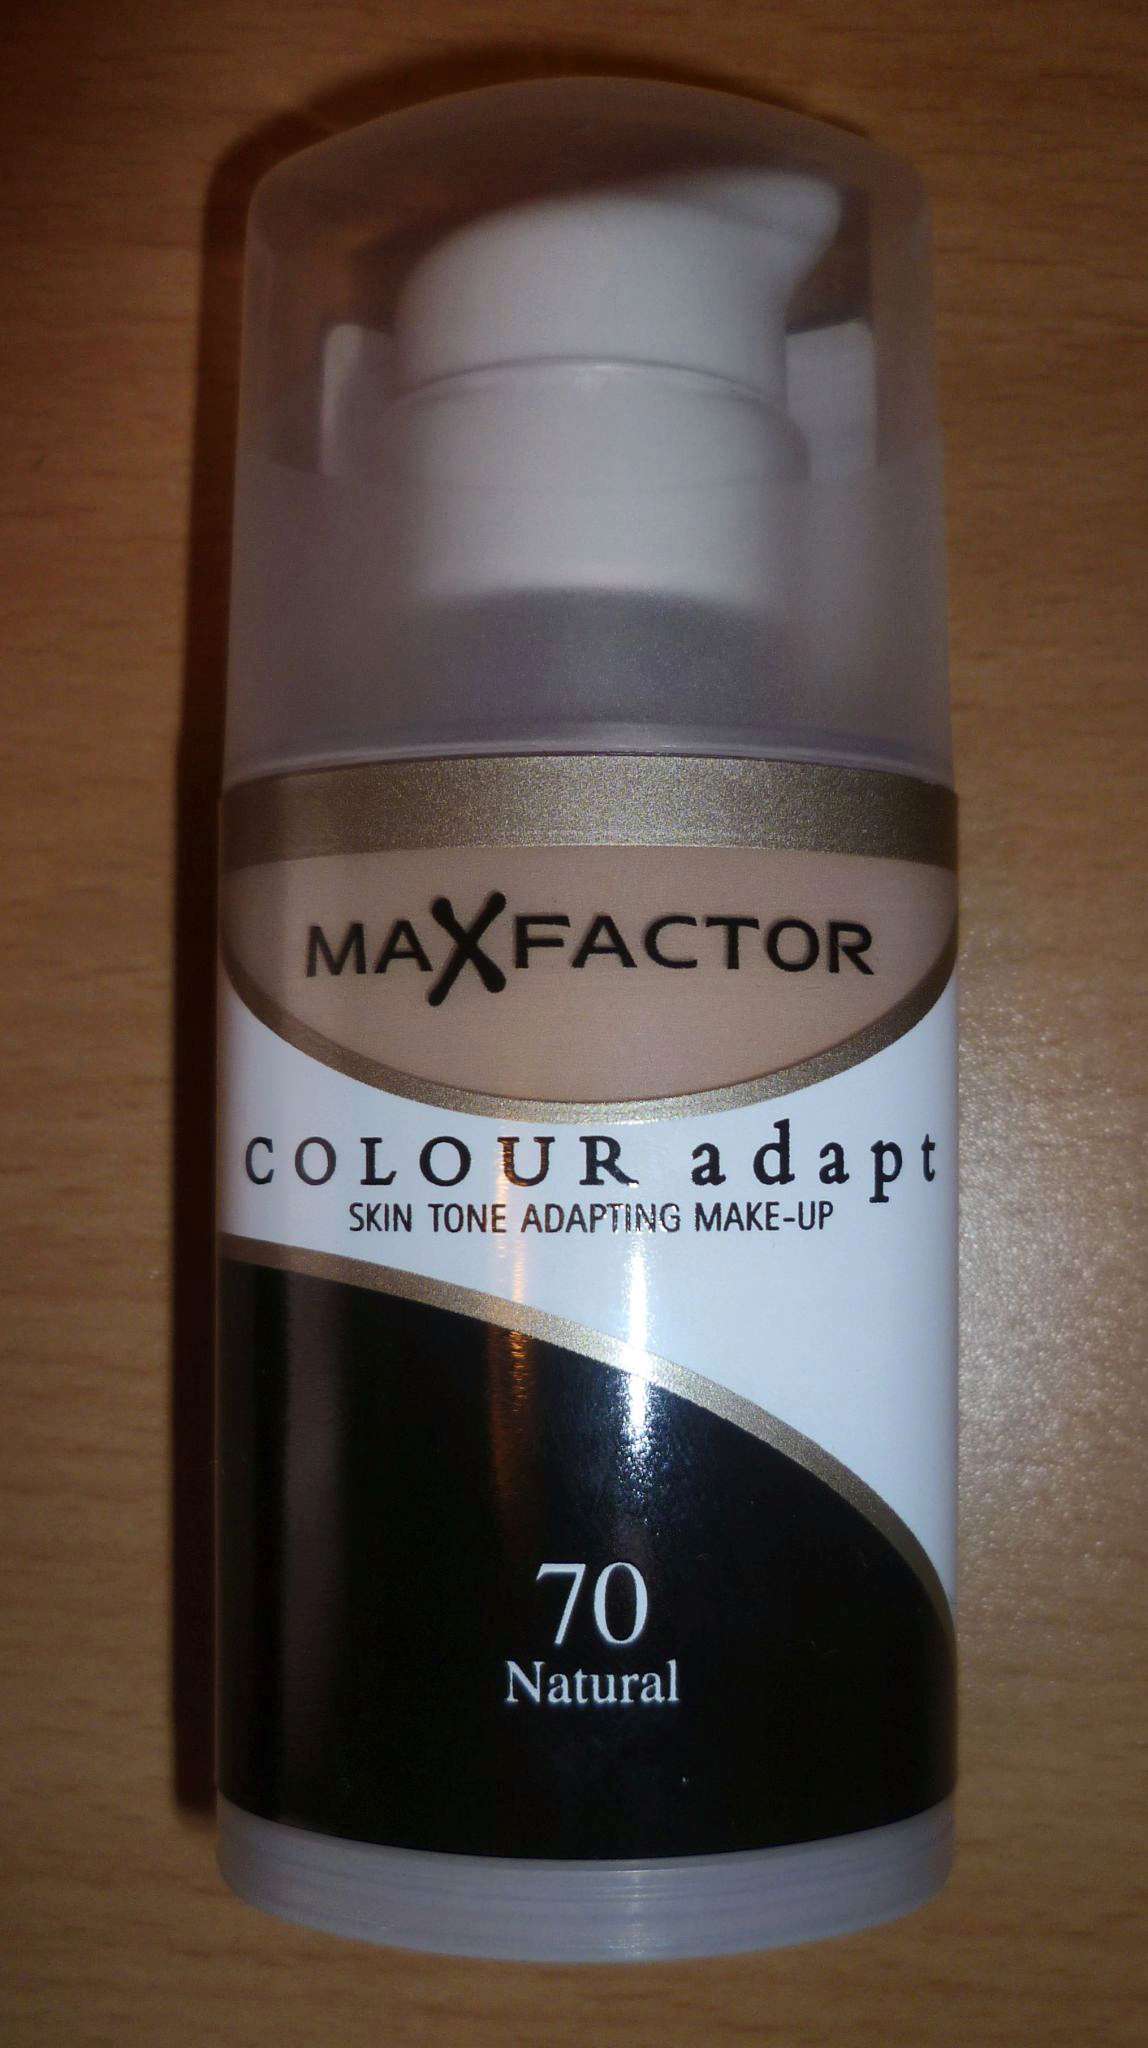 MAXFACTOR
COLOUR adapt
SKIN TONE ADAPTING MAKE-UP
70
Natural